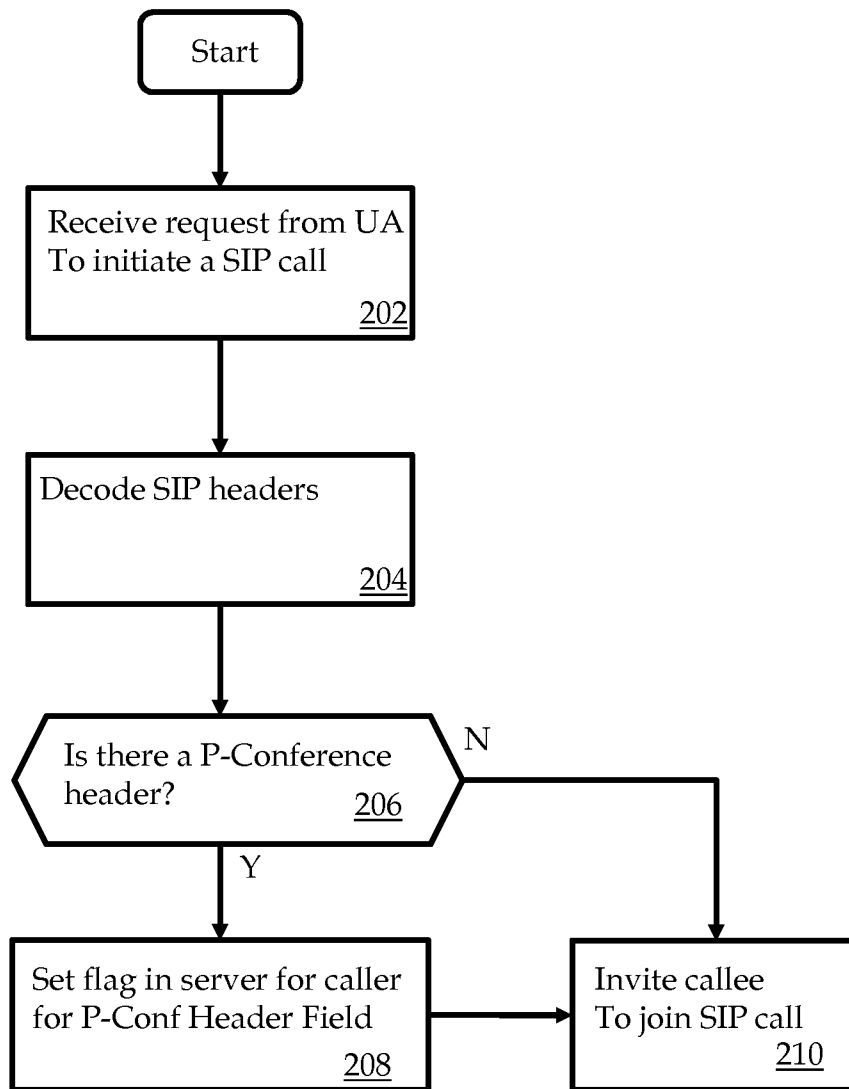 Start
Receive request from UA
To initiate a SIP call
202
Decode SIP headers
204
Is there a P-Conference
header?
206
N
Y
Set flag in server for caller
for P-Conf Header Field
208
Invite callee
To join SIP call
210